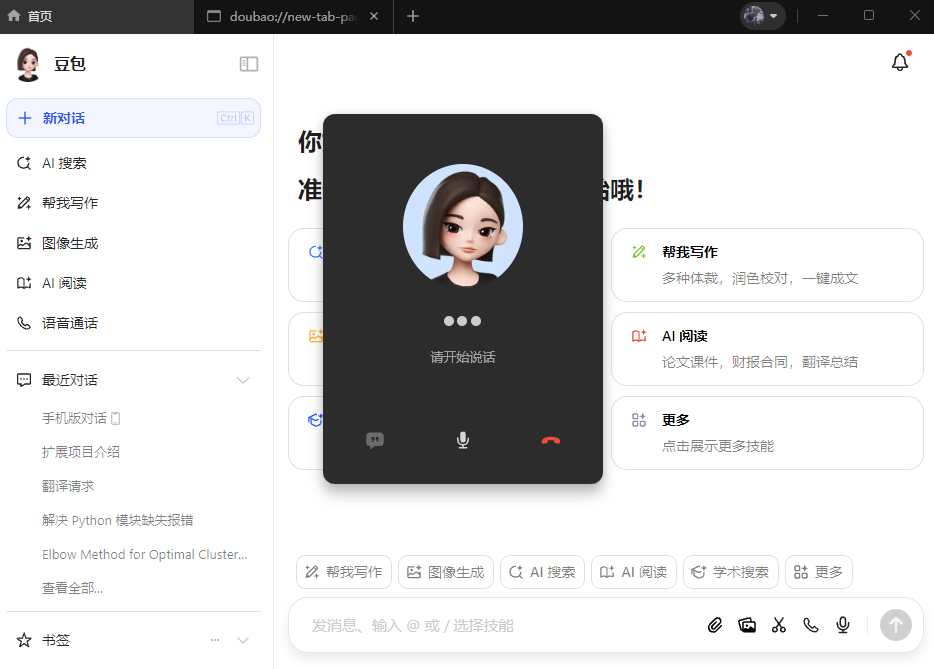 首页
doubao://new-tab-pa
豆包
新对话
Ctrl K
AI 搜索
帮我写作
图像生成
AI 阅读
语音通话
最近对话
手机版对话
扩展项目介绍
翻译请求
解决 Python 模块缺失报错
Elbow Method for Optimal Cluster...
查看全部...
书签
你
准
哦!
请开始说话
帮我写作
多种体裁，润色校对，一键成文
AI 阅读
论文课件，财报合同，翻译总结
更多
点击展示更多技能
帮我写作
图像生成
AI 搜索
AI 阅读
学术搜索
更多
发消息、输入 @ 或 / 选择技能